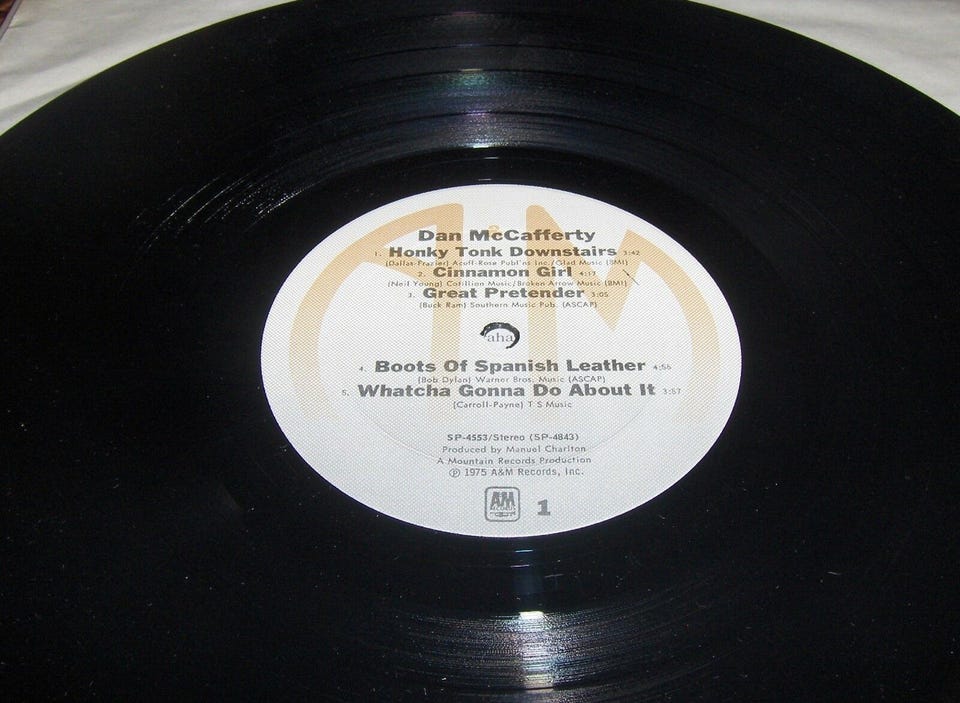 Dan McCafferty
1. Honky Tonk Downstairs 3:42
(Dallas-Frazier) Acuff-Rose Publ'ns Inc./Glad Music (BMI)
2. Cinnamon Girl 4:17
(Neil Young) Cotillion Music/Broken Arrow Music (BMI)
3. Great Pretender 3:05
(Buck Ram) Southern Music Pub. (ASCAP)
aha
4. Boots Of Spanish Leather 4:56
(Bob Dylan) Warner Bros. Music (ASCAP)
5. Whatcha Gonna Do About It 3:57
(Carroll-Payne) T S Music
SP-4553/Stereo (SP-4843)
Produced by Manuel Charlton
A Mountain Records Production
℗ 1975 A&M Records, Inc.
A&M RECORDS
1